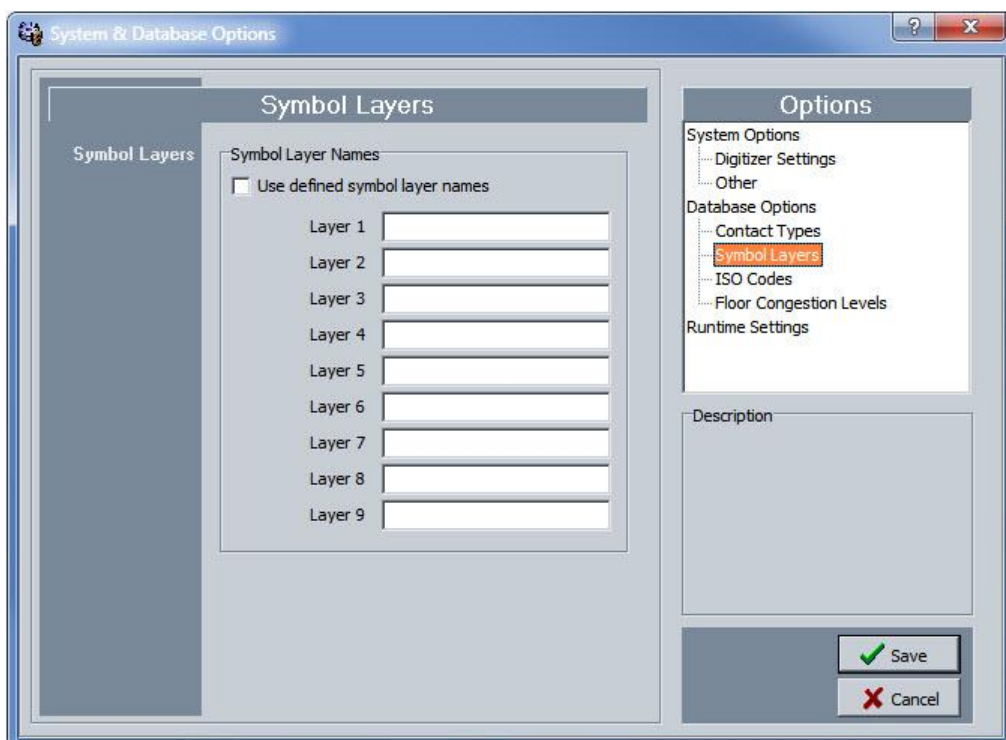 System & Database Options
?
X
Symbol Layers
Symbol Layers
Symbol Layer Names
Use defined symbol layer names
Layer 1
Layer 2
Layer 3
Layer 4
Layer 5
Layer 6
Layer 7
Layer 8
Layer 9
Options
System Options
Digitizer Settings
Other
Database Options
Contact Types
Symbol Layers
ISO Codes
Floor Congestion Levels
Runtime Settings
Description
Save
Cancel